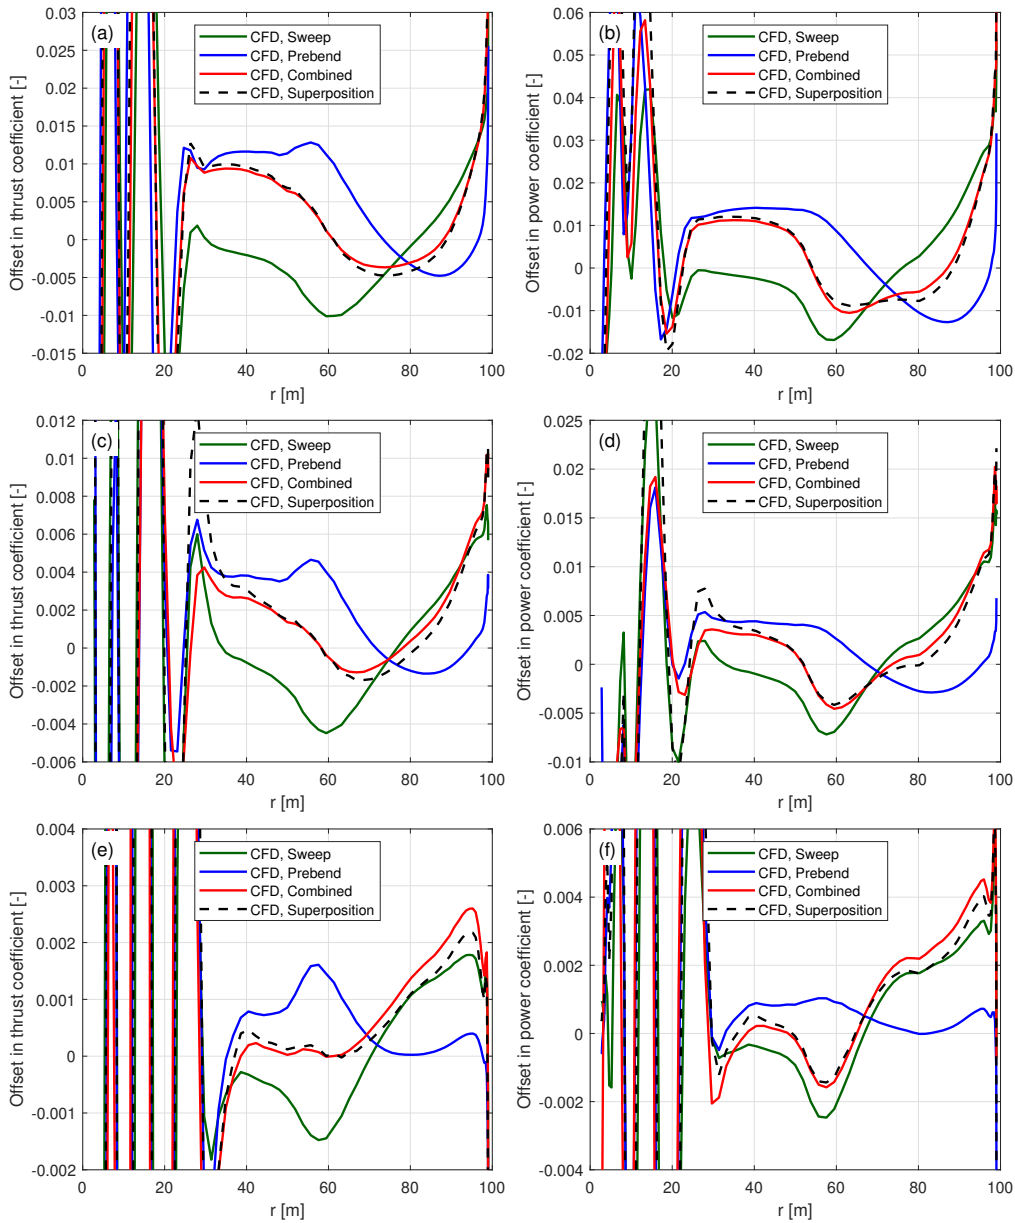 (a)
CFD, Sweep
CFD, Prebend
CFD, Combined
CFD, Superposition
Offset in thrust coefficient [-]
0.03
0.025
0.02
0.015
0.01
0.005
0
-0.005
-0.01
-0.015
0 20 40 60 80 100
r [m]
(b)
CFD, Sweep
CFD, Prebend
CFD, Combined
CFD, Superposition
Offset in power coefficient [-]
0.06
0.05
0.04
0.03
0.02
0.01
0
-0.01
-0.02
0 20 40 60 80 100
r [m]
(c)
CFD, Sweep
CFD, Prebend
CFD, Combined
CFD, Superposition
Offset in thrust coefficient [-]
0.012
0.01
0.008
0.006
0.004
0.002
0
-0.002
-0.004
-0.006
0 20 40 60 80 100
r [m]
(d)
CFD, Sweep
CFD, Prebend
CFD, Combined
CFD, Superposition
Offset in power coefficient [-]
0.025
0.02
0.015
0.01
0.005
0
-0.005
-0.01
0 20 40 60 80 100
r [m]
(e)
CFD, Sweep
CFD, Prebend
CFD, Combined
CFD, Superposition
Offset in thrust coefficient [-]
0.004
0.003
0.002
0.001
0
-0.001
-0.002
0 20 40 60 80 100
r [m]
(f)
CFD, Sweep
CFD, Prebend
CFD, Combined
CFD, Superposition
Offset in power coefficient [-]
0.006
0.004
0.002
0
-0.002
-0.004
0 20 40 60 80 100
r [m]